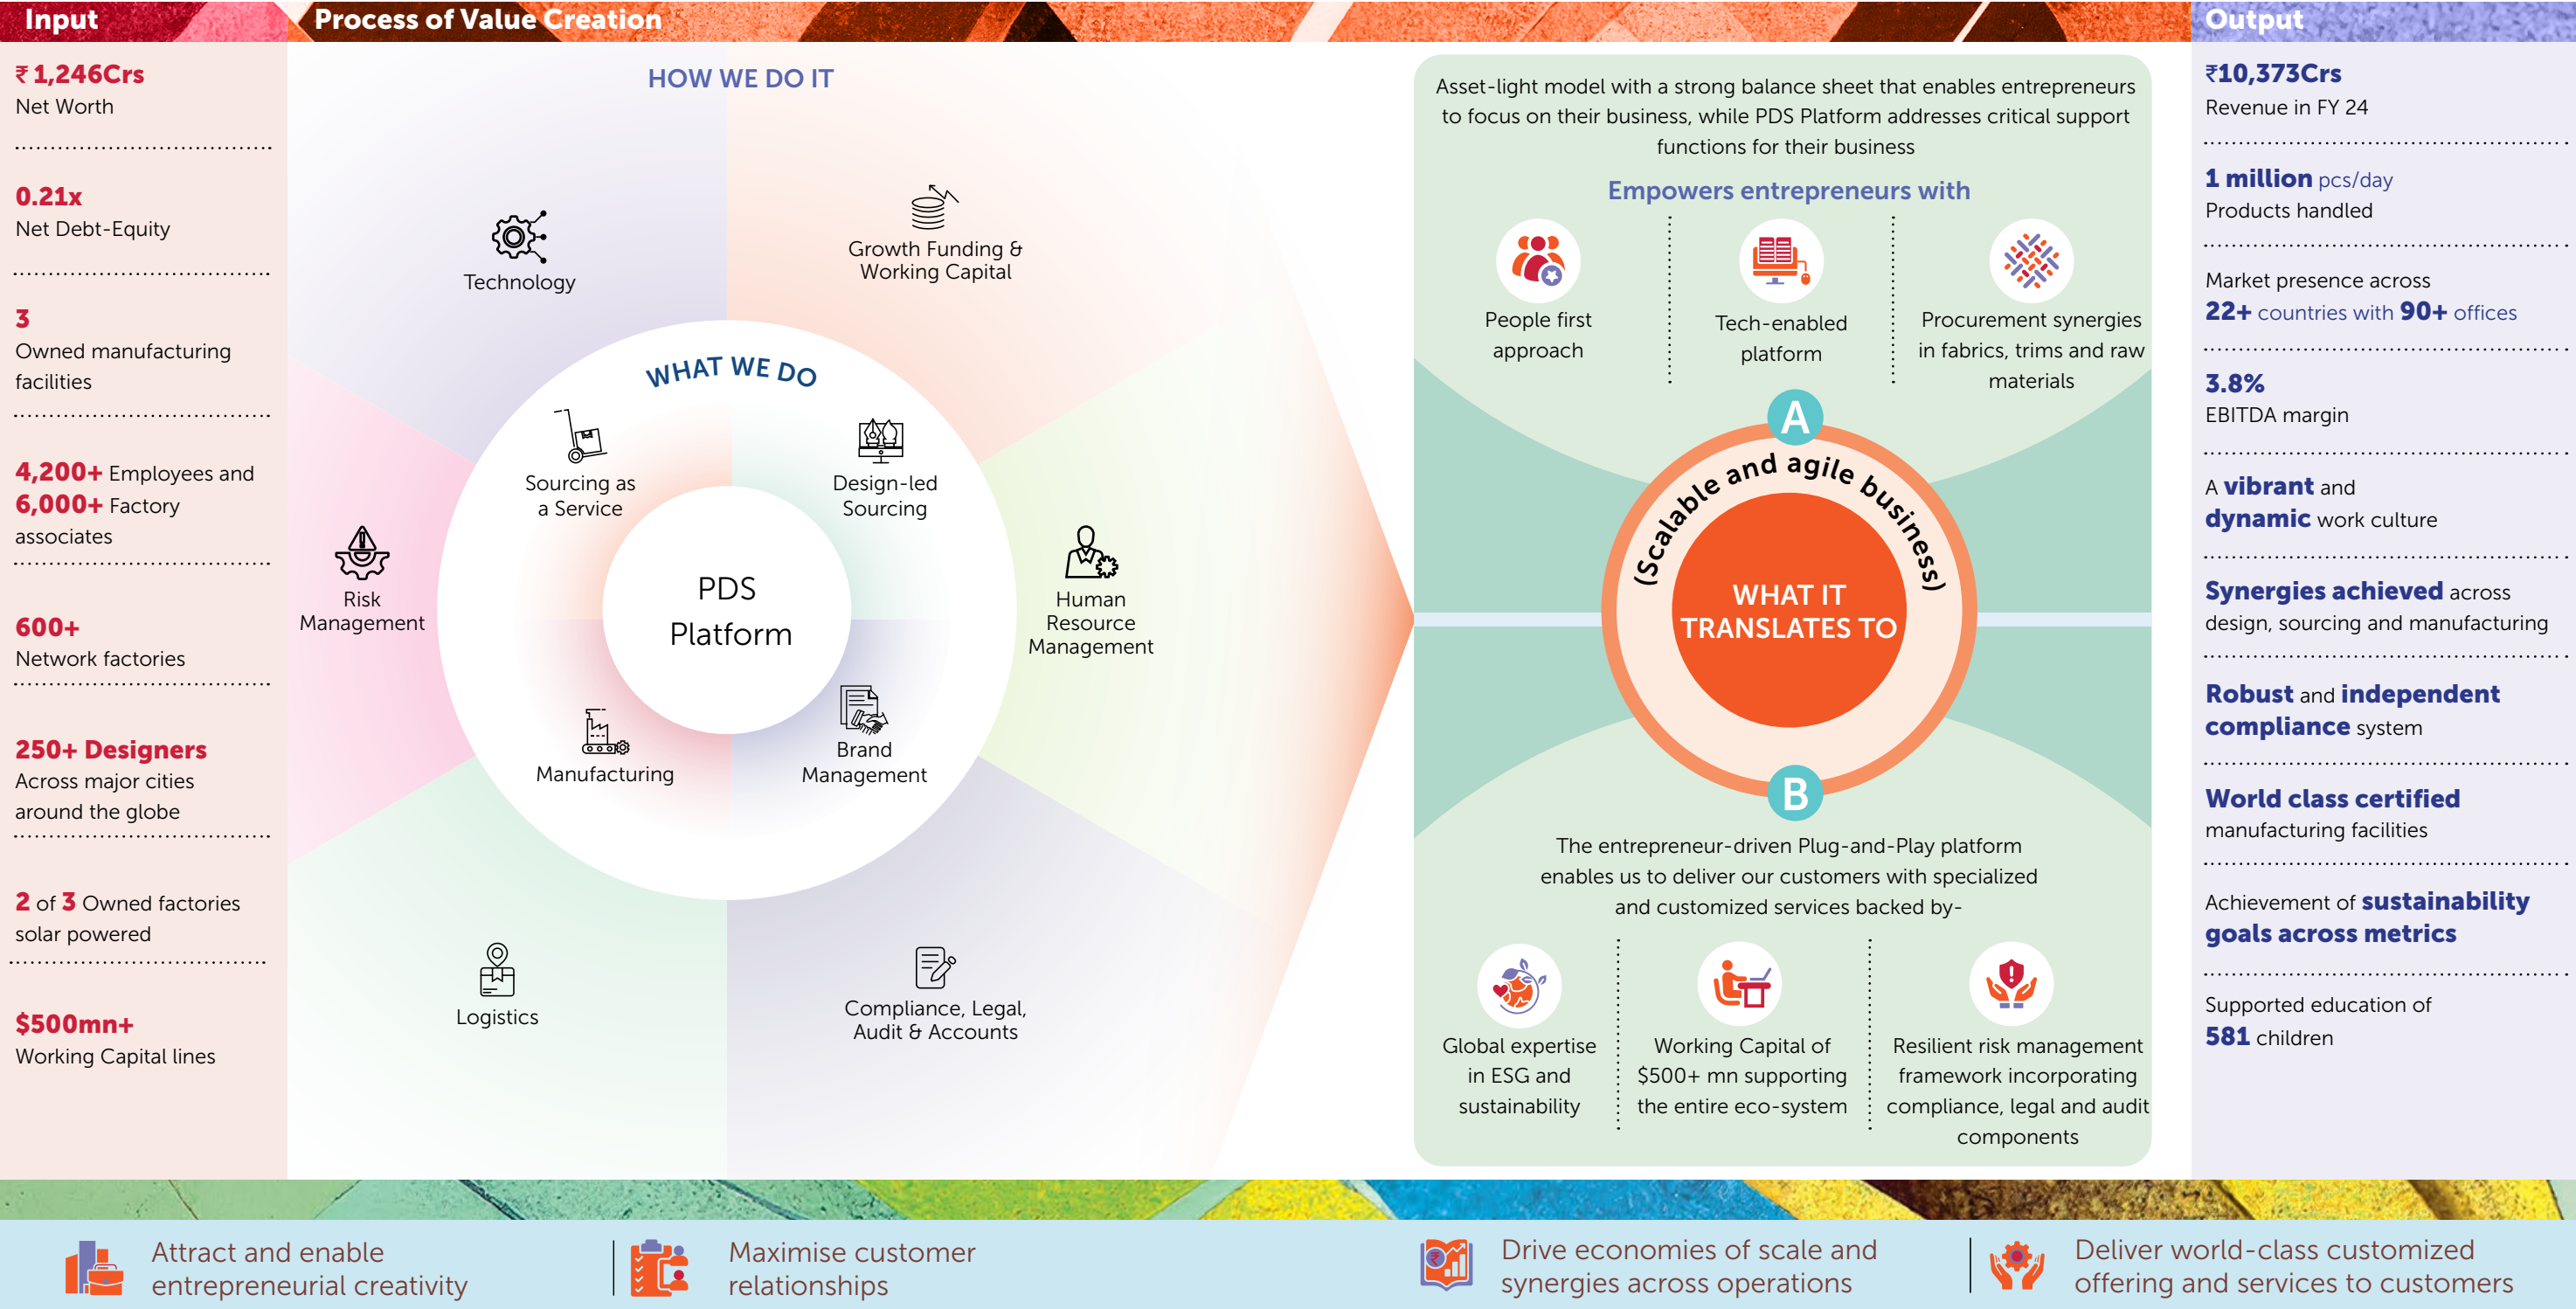 Input
₹ 1,246Crs
Net Worth
0.21x
Net Debt-Equity
3
Owned manufacturing
facilities
4,200+ Employees and
6,000+ Factory
associates
600+
Network factories
250+ Designers
Across major cities
around the globe
2 of 3 Owned factories
solar powered
$500mn+
Working Capital lines
Process of Value Creation
HOW WE DO IT
Technology
Growth Funding &
Working Capital
Risk
Management
Human
Resource
Management
Logistics
Compliance, Legal,
Audit & Accounts
WHAT WE DO
Sourcing as
a Service
Design-led
Sourcing
PDS
Platform
Manufacturing
Brand
Management
Asset-light model with a strong balance sheet that enables entrepreneurs
to focus on their business, while PDS Platform addresses critical support
functions for their business
Empowers entrepreneurs with
People first
approach
Tech-enabled
platform
Procurement synergies
in fabrics, trims and raw
materials
A
(Scalable and agile business)
WHAT IT
TRANSLATES TO
B
The entrepreneur-driven Plug-and-Play platform
enables us to deliver our customers with specialized
and customized services backed by-
Global expertise
in ESG and
sustainability
Working Capital of
$500+ mn supporting
the entire eco-system
Resilient risk management
framework incorporating
compliance, legal and audit
components
Output
₹10,373Crs
Revenue in FY 24
1 million pcs/day
Products handled
Market presence across
22+ countries with 90+ offices
3.8%
EBITDA margin
A vibrant and
dynamic work culture
Synergies achieved across
design, sourcing and manufacturing
Robust and independent
compliance system
World class certified
manufacturing facilities
Achievement of sustainability
goals across metrics
Supported education of
581 children
Attract and enable
entrepreneurial creativity
Maximise customer
relationships
Drive economies of scale and
synergies across operations
Deliver world-class customized
offering and services to customers